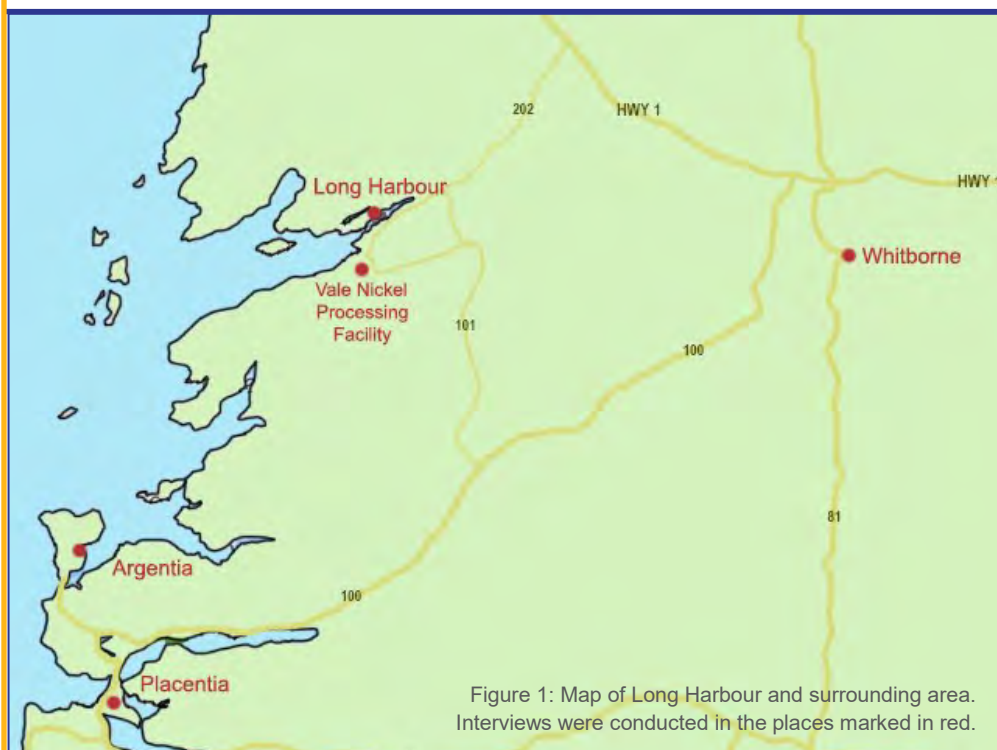 202
HWY 1
Long Harbour
HWY 1
Whitborne
Vale Nickel
Processing
Facility
101
100
81
Argentia
100
Placentia
Figure 1: Map of Long Harbour and surrounding area.
Interviews were conducted in the places marked in red.